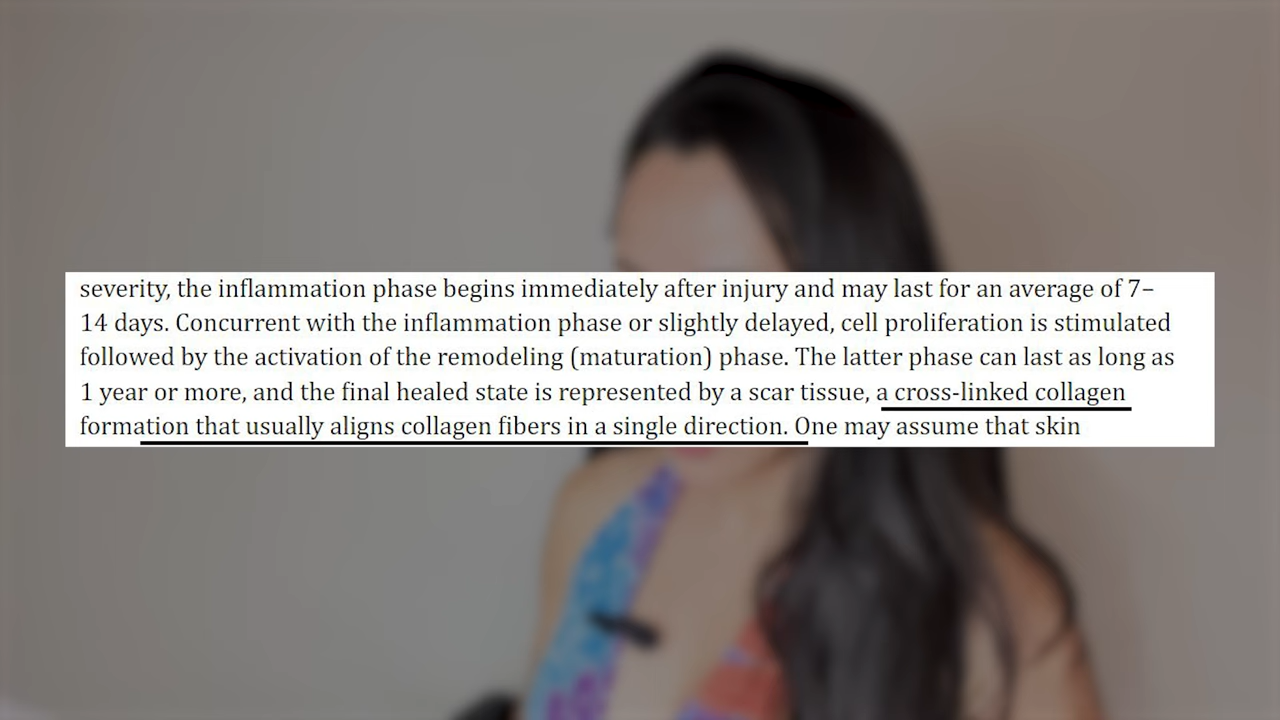 severity, the inflammation phase begins immediately after injury and may last for an average of 7–
14 days. Concurrent with the inflammation phase or slightly delayed, cell proliferation is stimulated
followed by the activation of the remodeling (maturation) phase. The latter phase can last as long as
1 year or more, and the final healed state is represented by a scar tissue, a cross-linked collagen
formation that usually aligns collagen fibers in a single direction. One may assume that skin